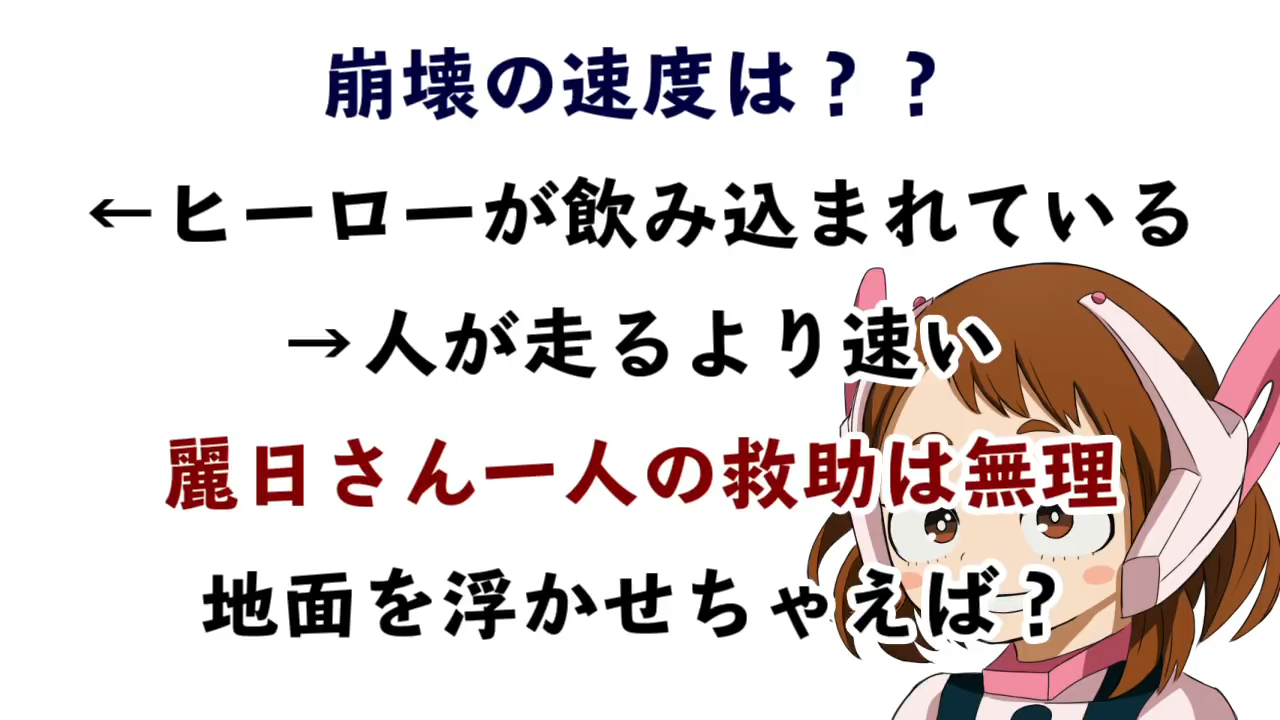 崩壊の速度は？？
←ヒーローが飲み込まれている
→人が走るより速い
麗日さん一人の救助は無理
地面を浮かせちゃえば？